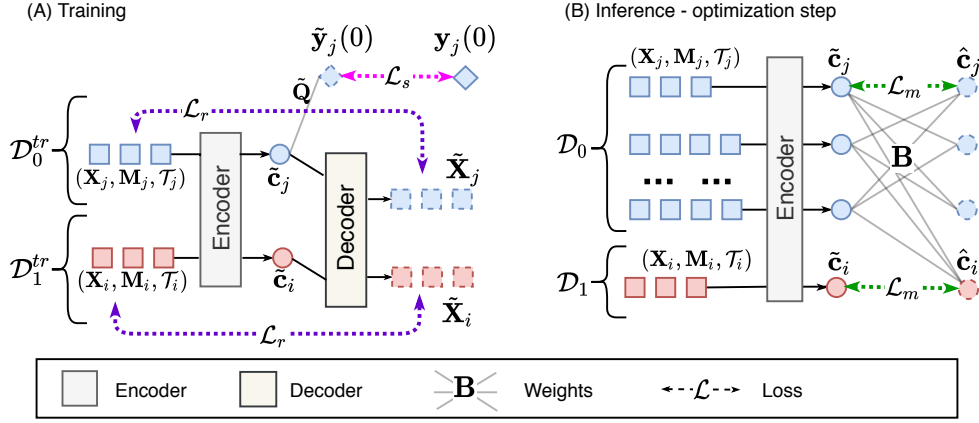 (A) Training
ỹ_j(0)
y_j(0)
ℒ_s
Q̃
ℒ_r
𝒟_0^{tr}
(X_j, M_j, 𝒯_j)
Encoder
c̃_j
Decoder
X̃_j
𝒟_1^{tr}
(X_i, M_i, 𝒯_i)
c̃_i
X̃_i
ℒ_r
(B) Inference - optimization step
(X_j, M_j, 𝒯_j)
c̃_j
ĉ_j
ℒ_m
𝒟_0
... ...
Encoder
B
(X_i, M_i, 𝒯_i)
c̃_i
ĉ_i
𝒟_1
ℒ_m
Encoder
Decoder
B Weights
ℒ Loss